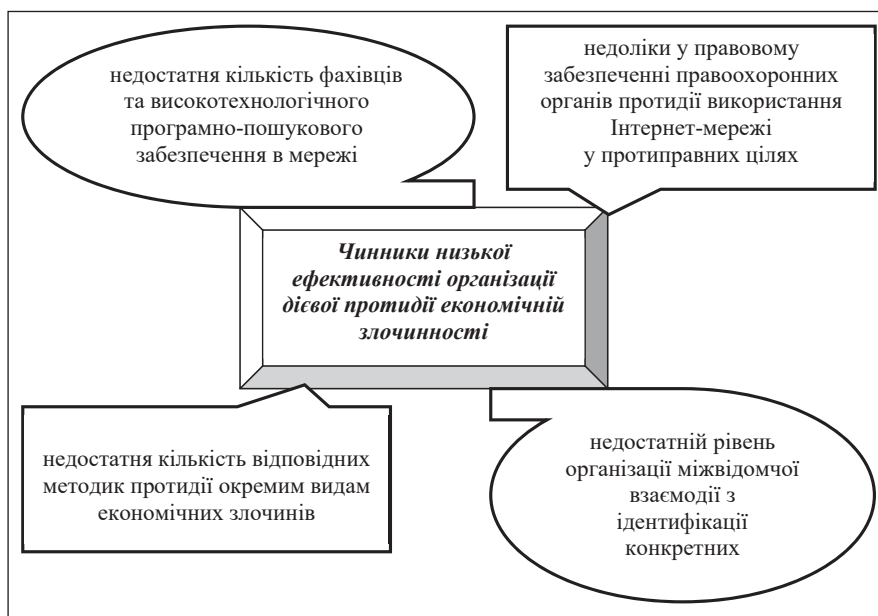 недостатня кількість фахівців
та високотехнологічного
програмно-пошукового
забезпечення в мережі
недоліки у правовому
забезпеченні правоохоронних
органів протидії використання
Інтернет-мережі
у протиправних цілях
Чинники низької
ефективності організації
дієвої протидії економічній
злочинності
недостатня кількість відповідних
методик протидії окремим видам
економічних злочинів
недостатній рівень
організації міжвідомчої
взаємодії з
ідентифікації
конкретних